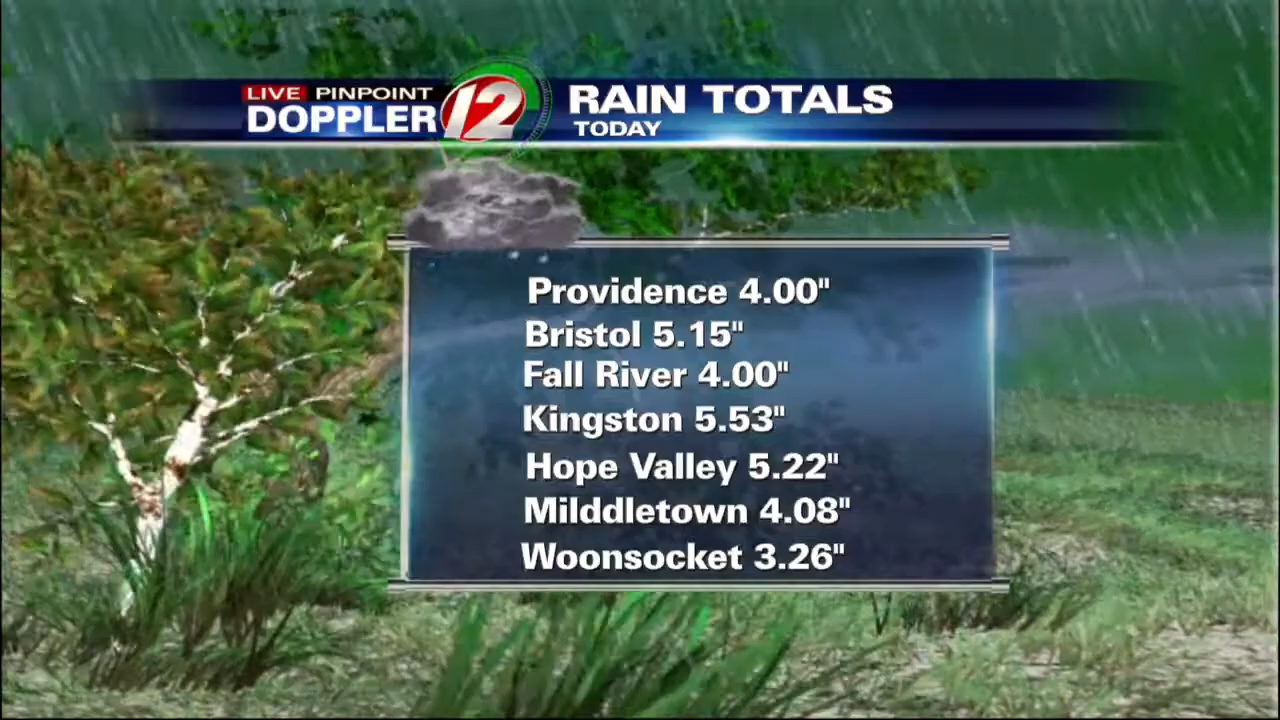 LIVE PINPOINT
DOPPLER 12
RAIN TOTALS
TODAY
Providence 4.00"
Bristol 5.15"
Fall River 4.00"
Kingston 5.53"
Hope Valley 5.22"
Milddletown 4.08"
Woonsocket 3.26"